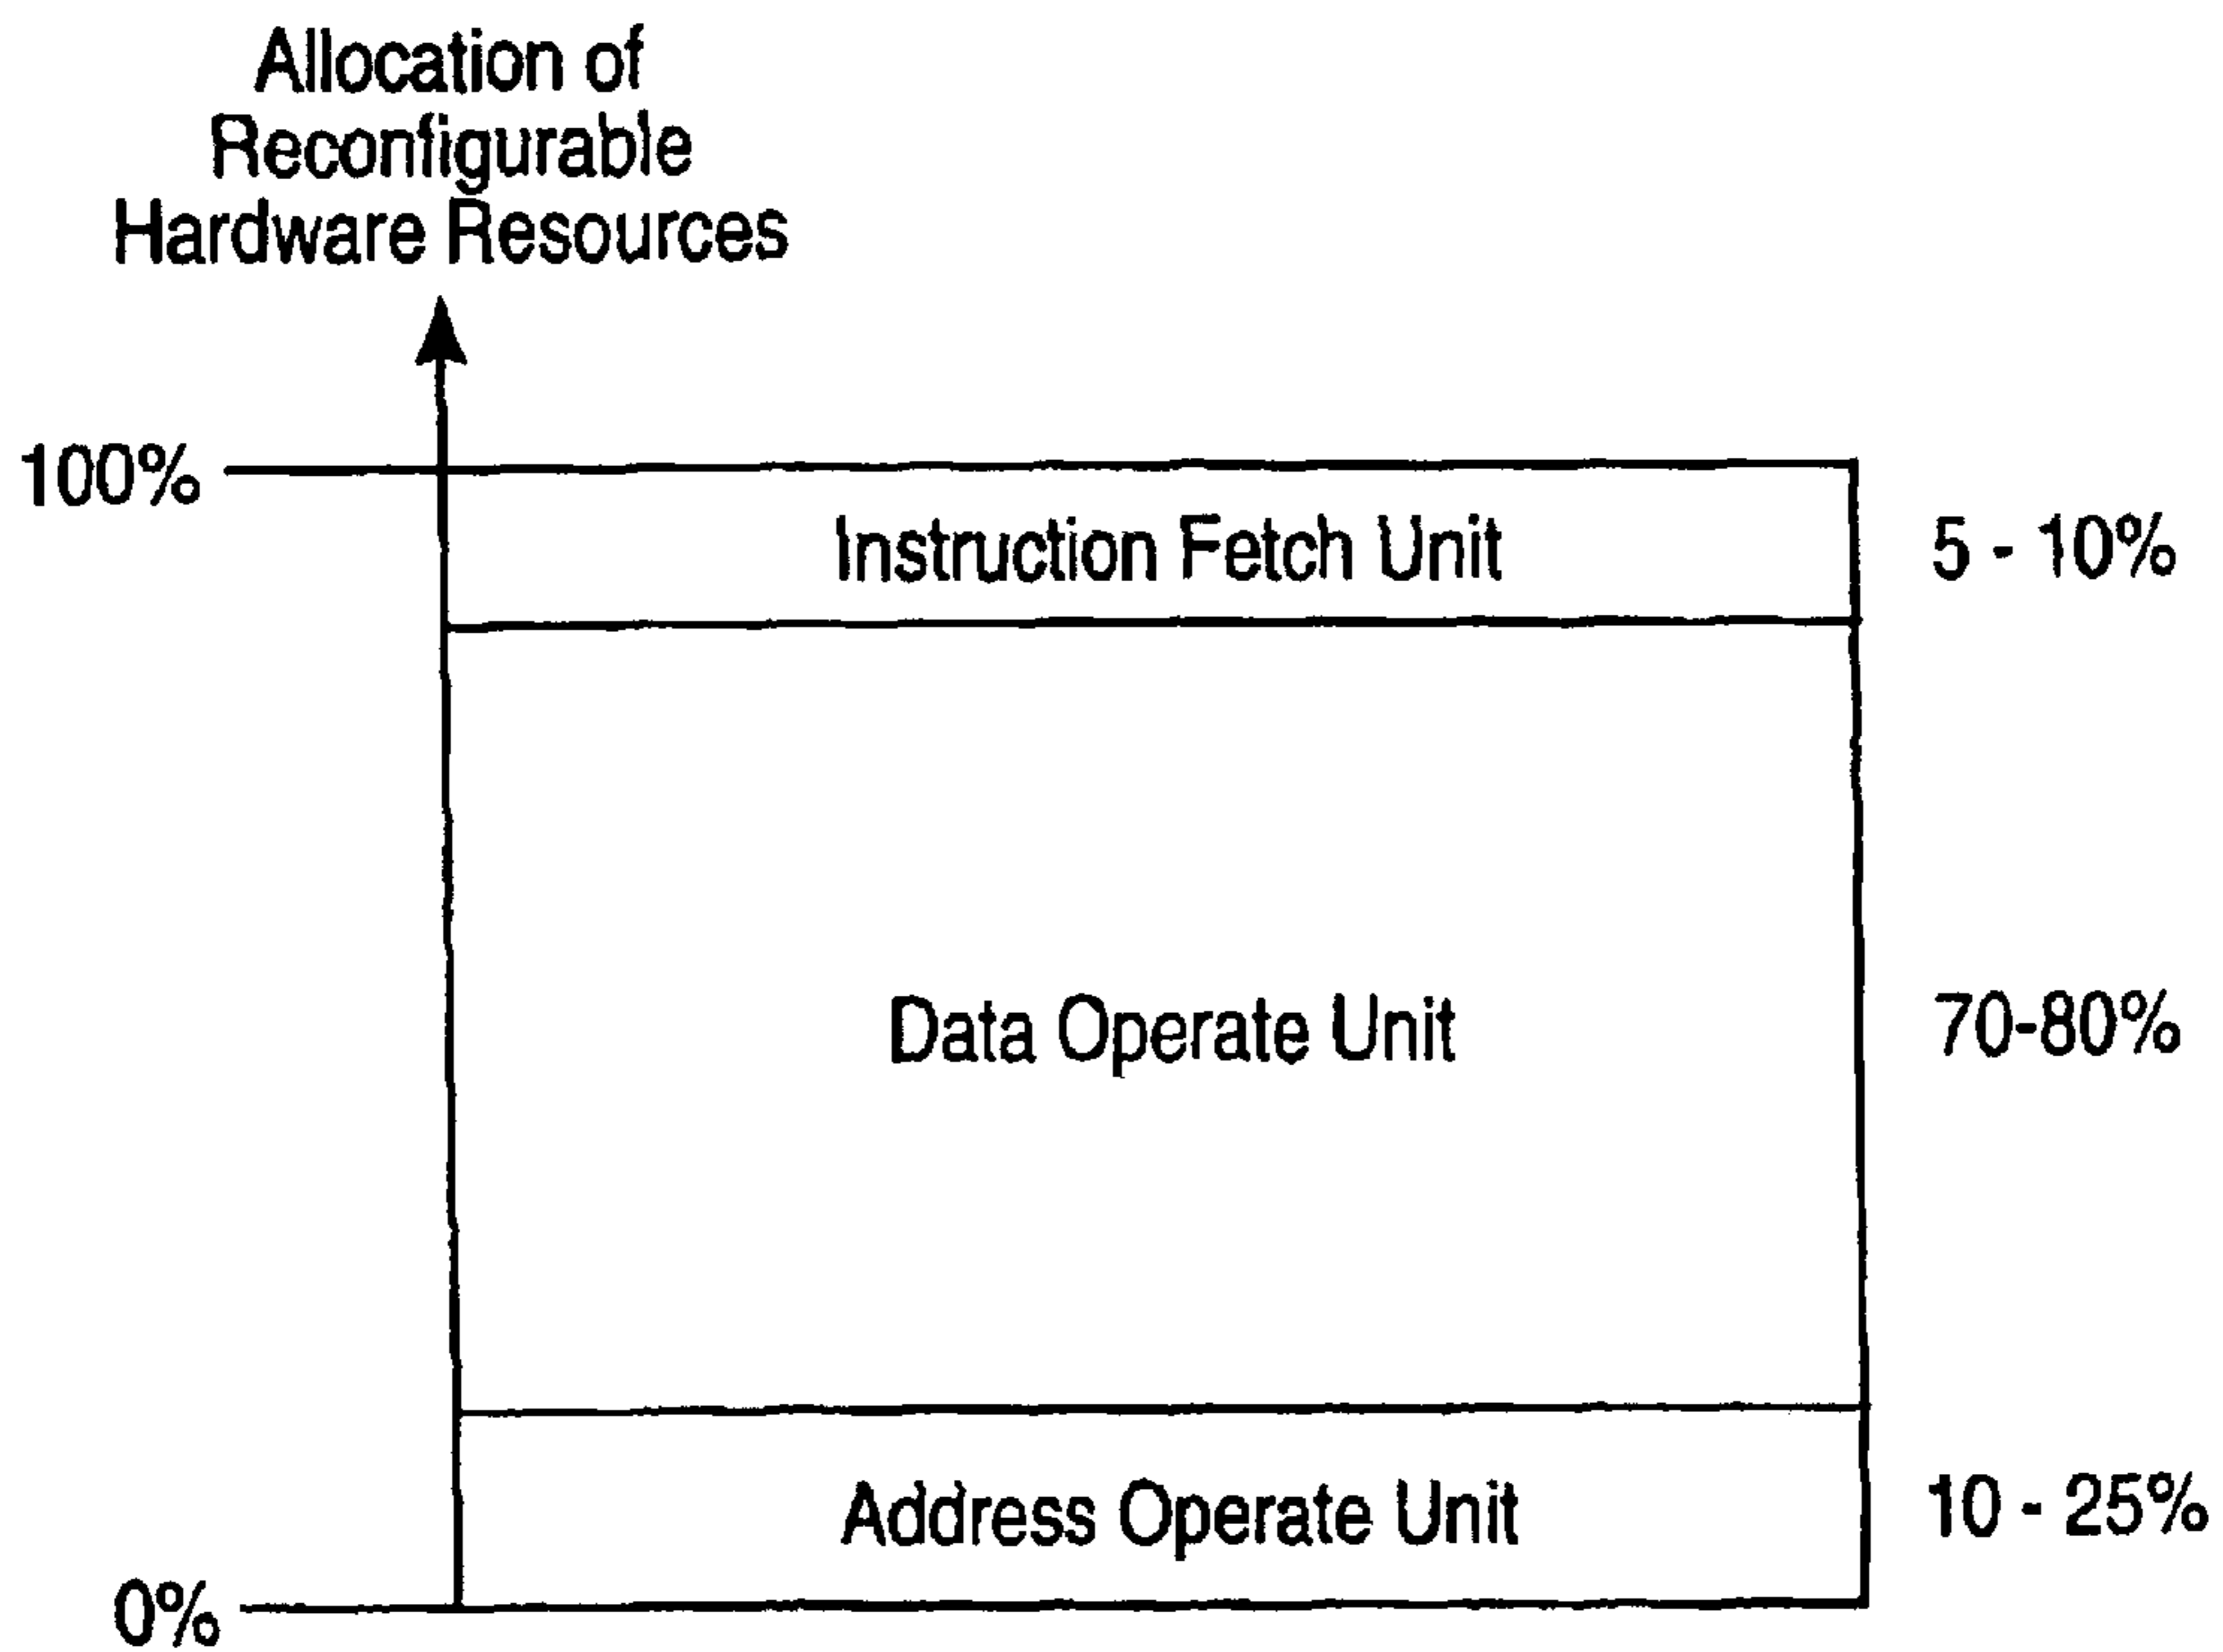 Allocation of
Reconfigurable
Hardware Resources
100%
Instruction Fetch Unit
5 - 10%
Data Operate Unit
70-80%
Address Operate Unit
10 - 25%
0%